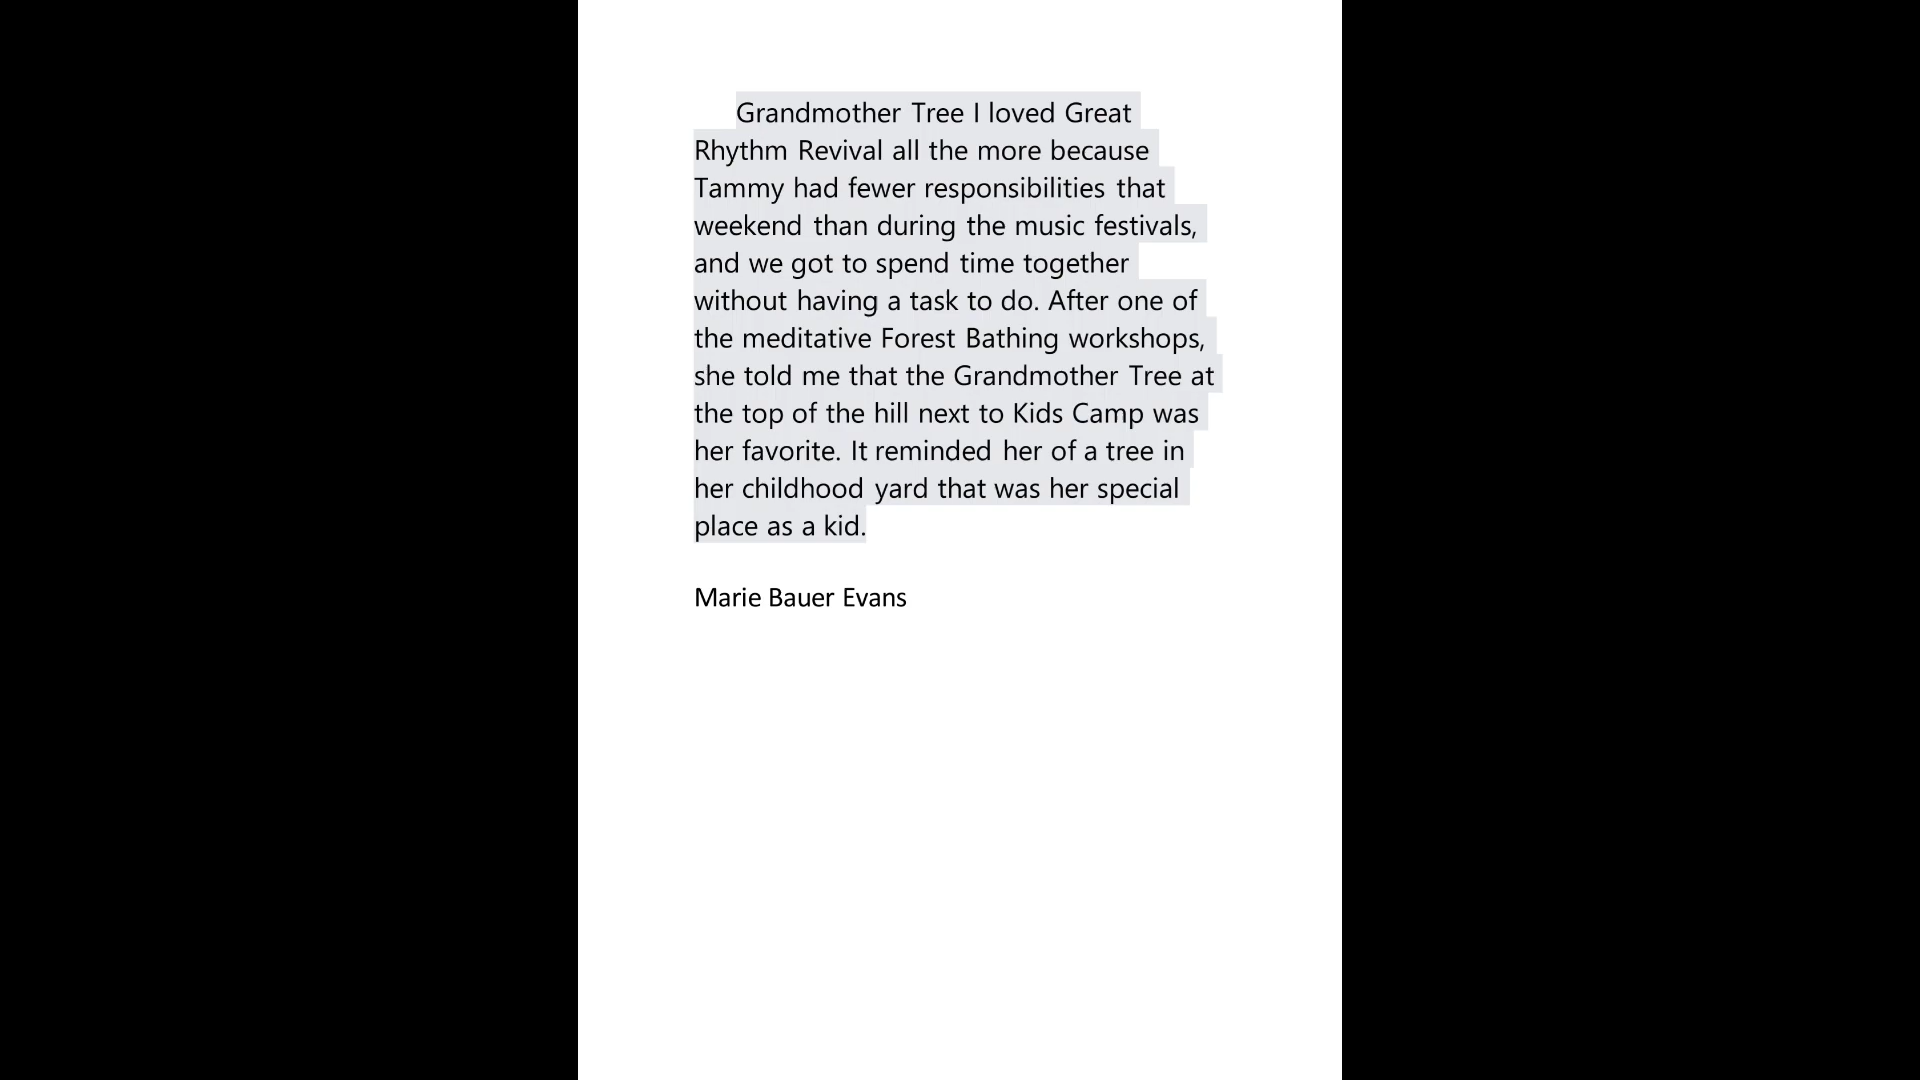 Grandmother Tree I loved Great
Rhythm Revival all the more because
Tammy had fewer responsibilities that
weekend than during the music festivals,
and we got to spend time together
without having a task to do. After one of
the meditative Forest Bathing workshops,
she told me that the Grandmother Tree at
the top of the hill next to Kids Camp was
her favorite. It reminded her of a tree in
her childhood yard that was her special
place as a kid.
Marie Bauer Evans